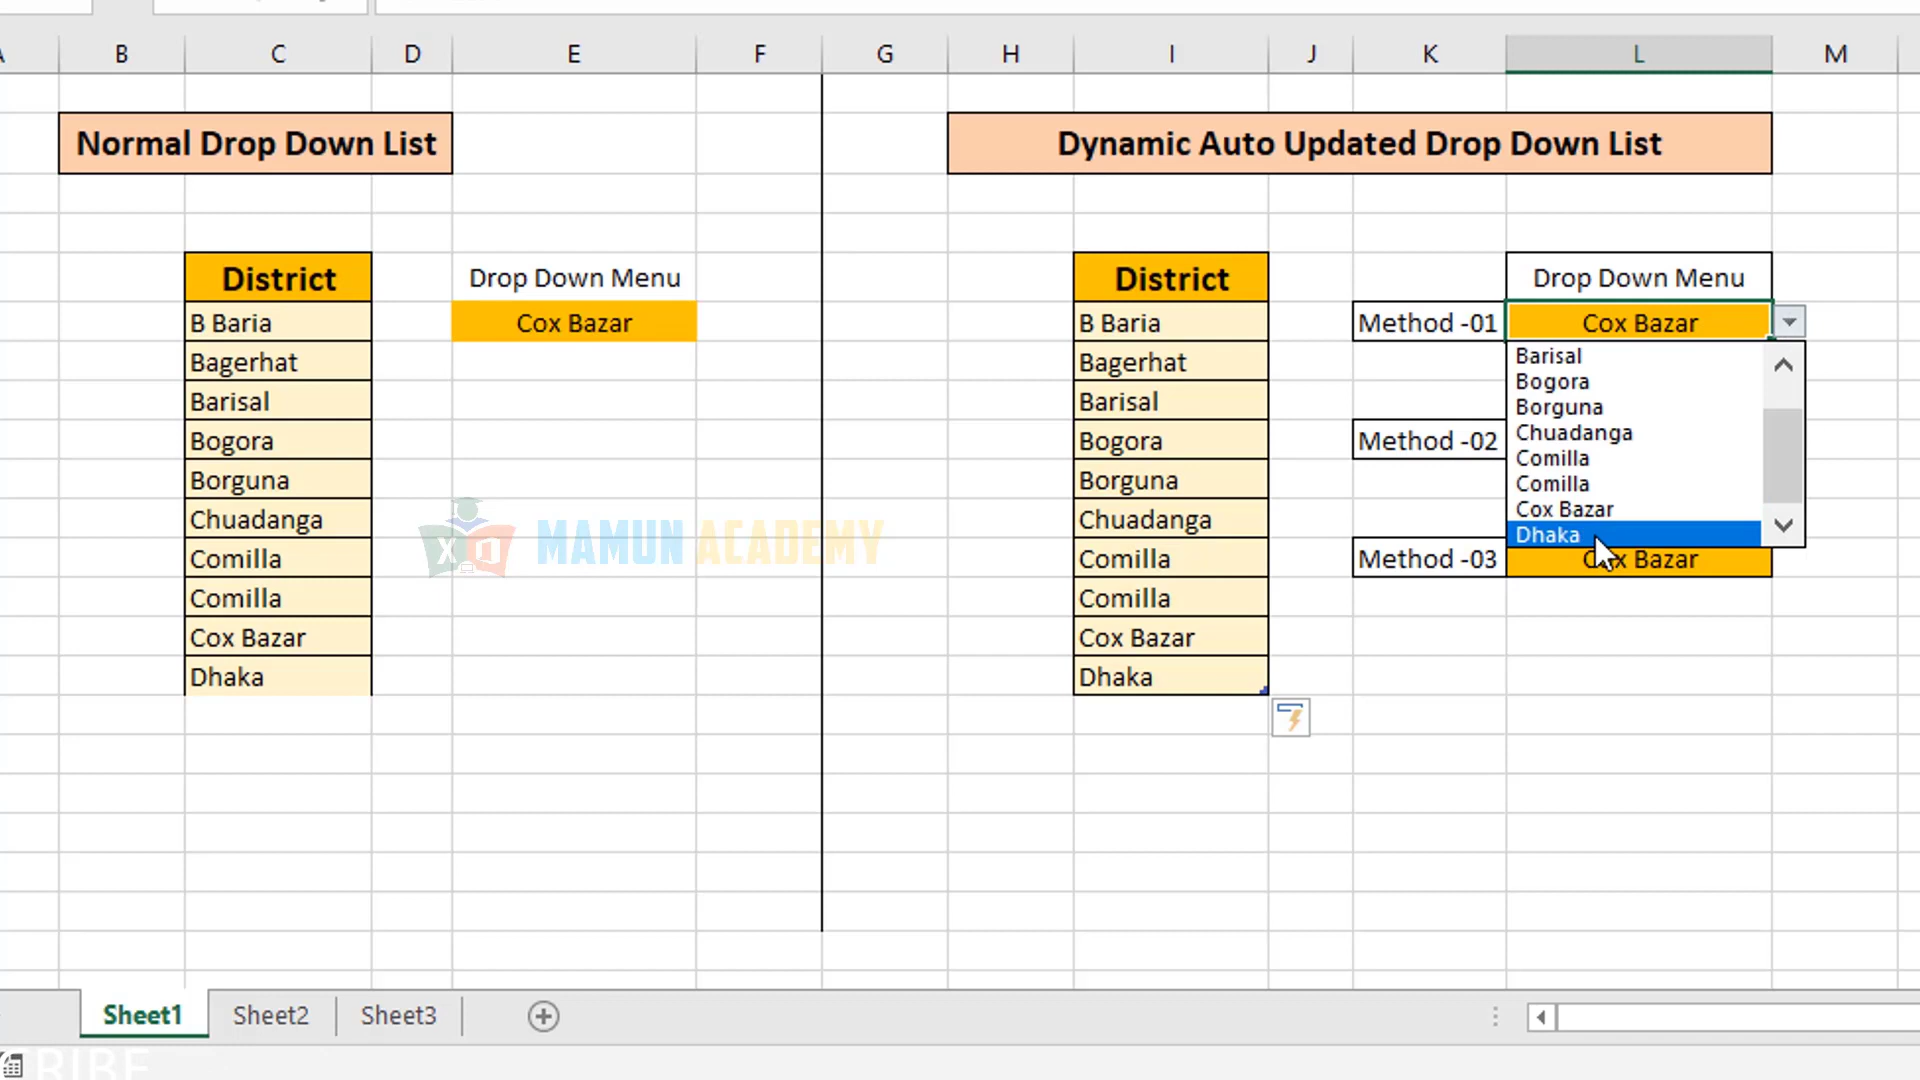 A B C D E F G H I J K L M
Normal Drop Down List
Dynamic Auto Updated Drop Down List
District
Drop Down Menu
District
Drop Down Menu
B Baria
Cox Bazar
B Baria
Method -01
Cox Bazar
Bagerhat
Bagerhat
Barisal
Barisal
Bogora
Bogora
Method -02
Borguna
Borguna
Chuadanga
Chuadanga
Comilla
Comilla
Method -03
Cox Bazar
Comilla
Comilla
Cox Bazar
Cox Bazar
Dhaka
Dhaka
Barisal
Bogora
Borguna
Chuadanga
Comilla
Comilla
Cox Bazar
Dhaka
MAMUN ACADEMY
Sheet1 Sheet2 Sheet3
CRIBE